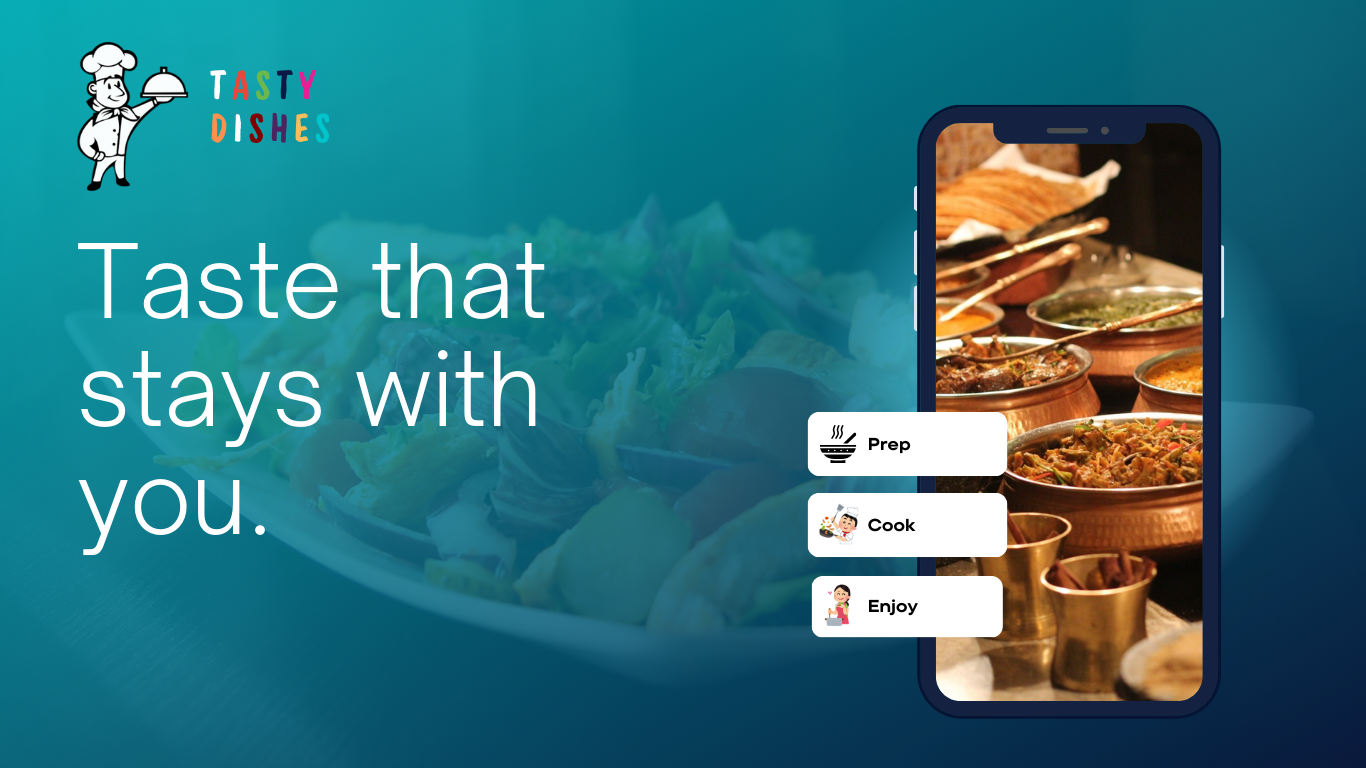 TASTY
DISHES
Taste that
stays with
you.
Prep
Cook
Enjoy